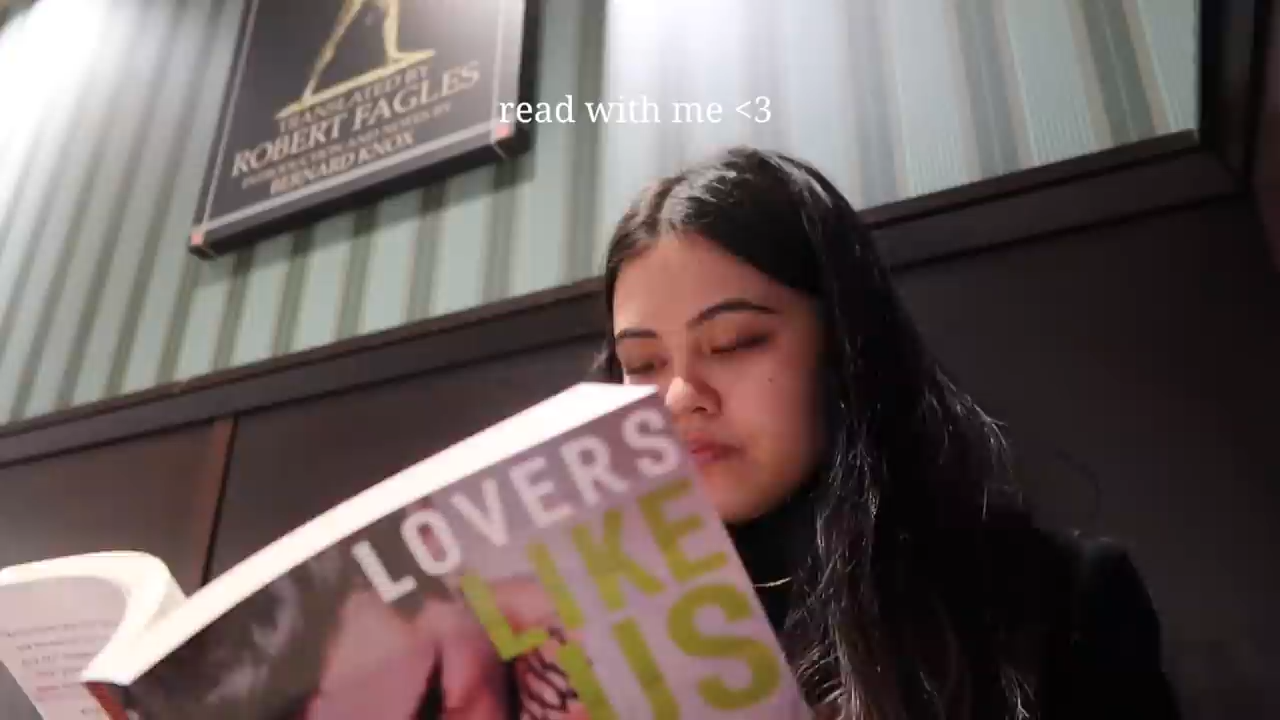 TRANSLATED BY
ROBERT FAGLES
INTRODUCTION AND NOTES BY
BERNARD KNOX
read with me <3
LOVERS
LIKE
US